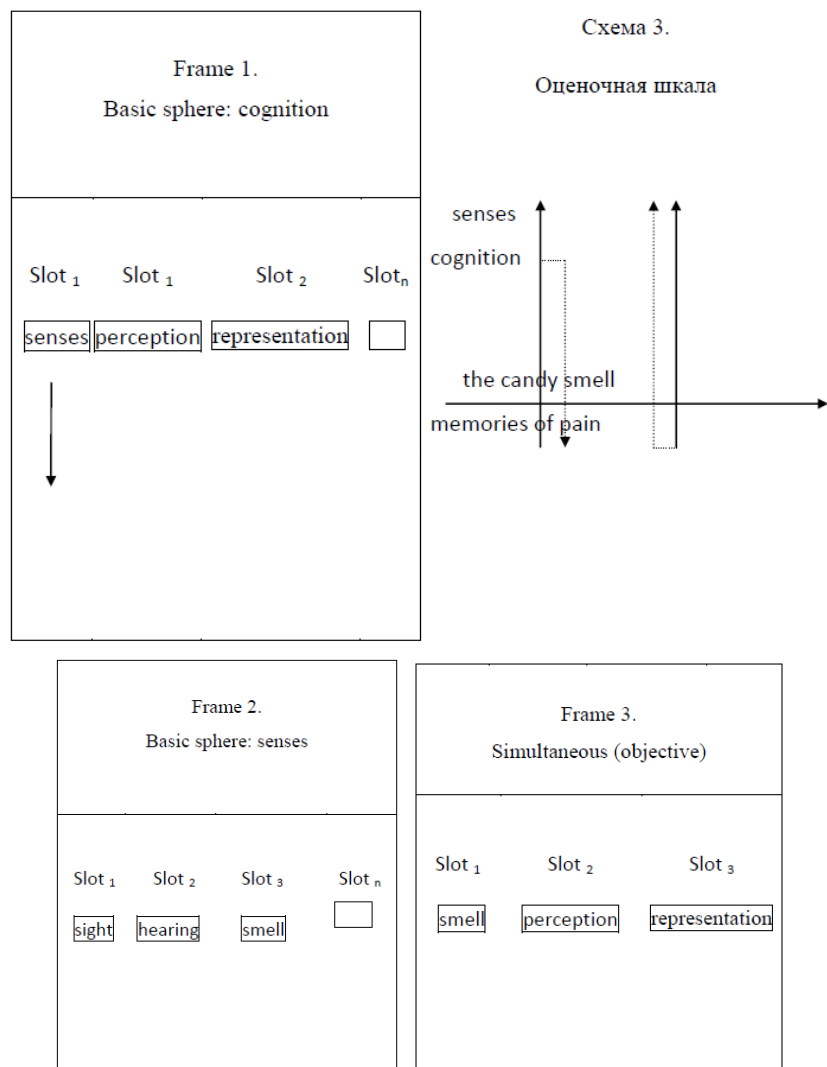 Frame 1.
Basic sphere: cognition
Slot 1 Slot 1 Slot 2 Slotn
senses perception representation
Схема 3.
Оценочная шкала
senses
cognition
the candy smell
memories of pain
Frame 2.
Basic sphere: senses
Slot 1 Slot 2 Slot 3 Slot n
sight hearing smell
Frame 3.
Simultaneous (objective)
Slot 1 Slot 2 Slot 3
smell perception representation